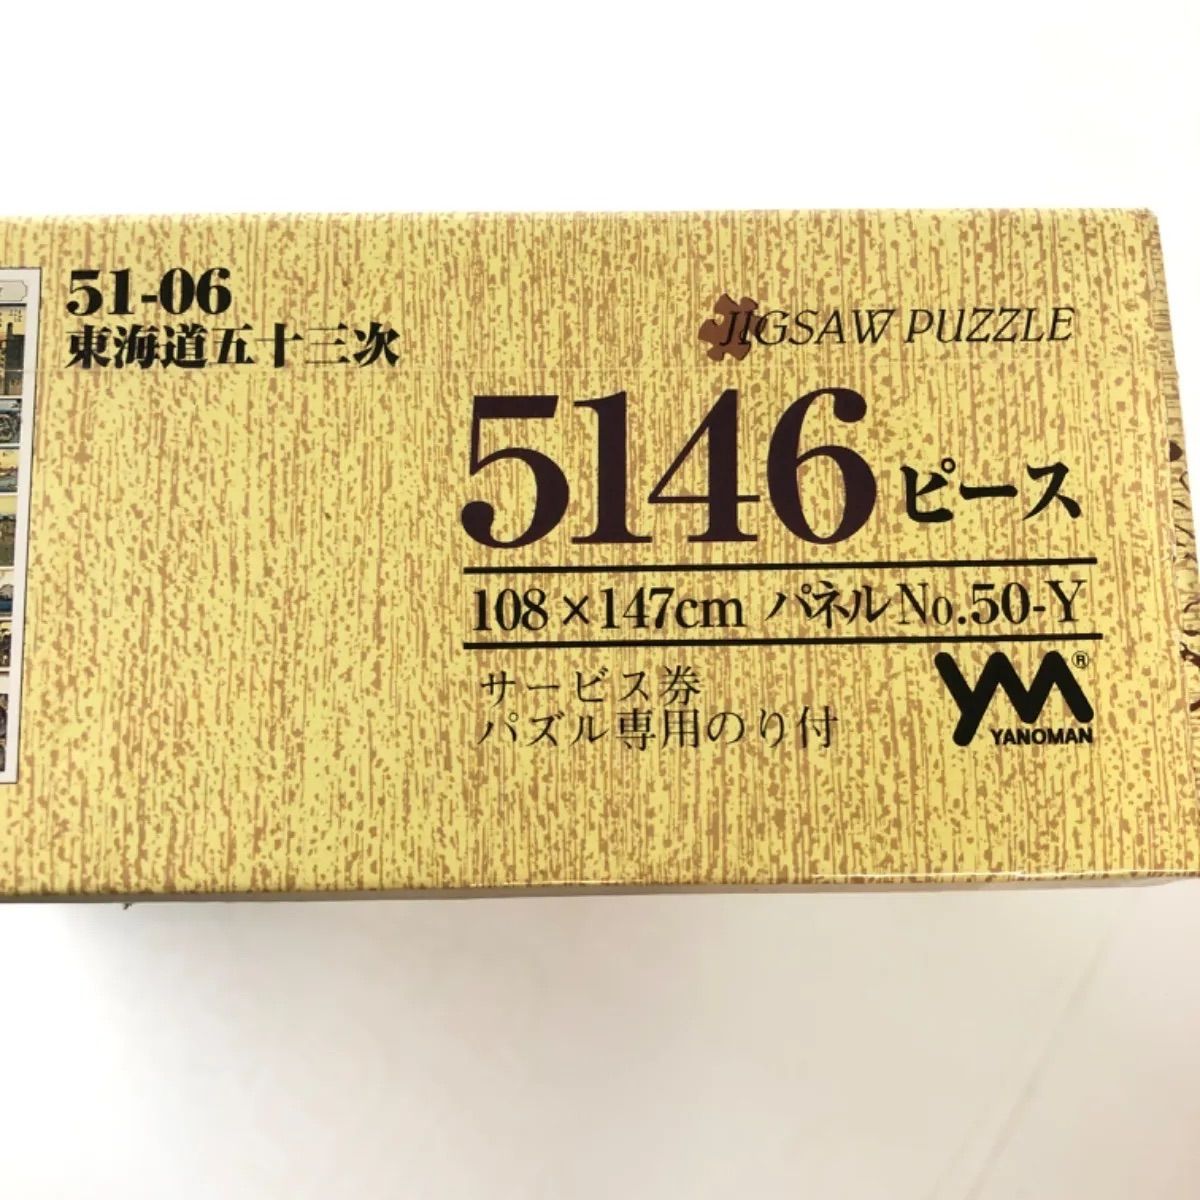 51-06
東海道五十三次
JIGSAW PUZZLE
5146ピース
108×147cm パネルNo.50-Y
サービス券
パズル専用のり付
YM®
YANOMAN